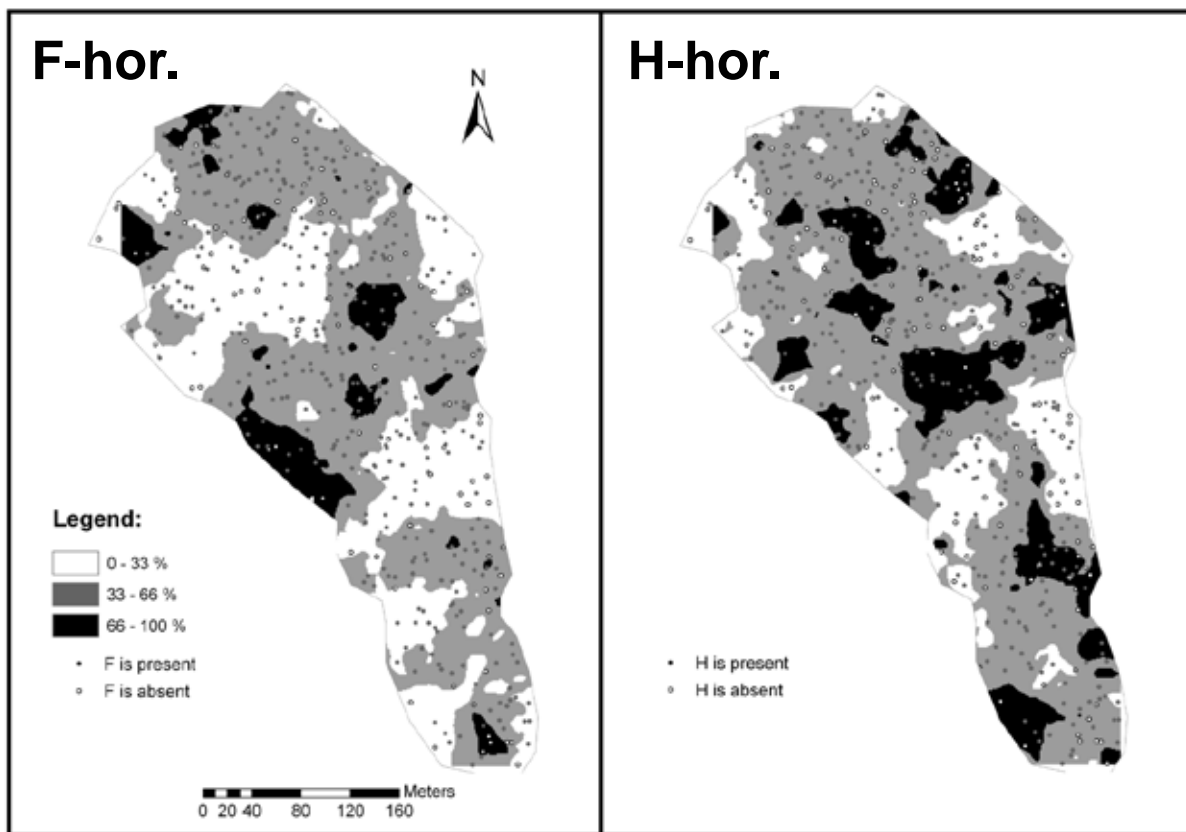 F-hor.
N
Legend:
0 - 33 %
33 - 66 %
66 - 100 %
F is present
F is absent
Meters
0 20 40 80 120 160
H-hor.
H is present
H is absent